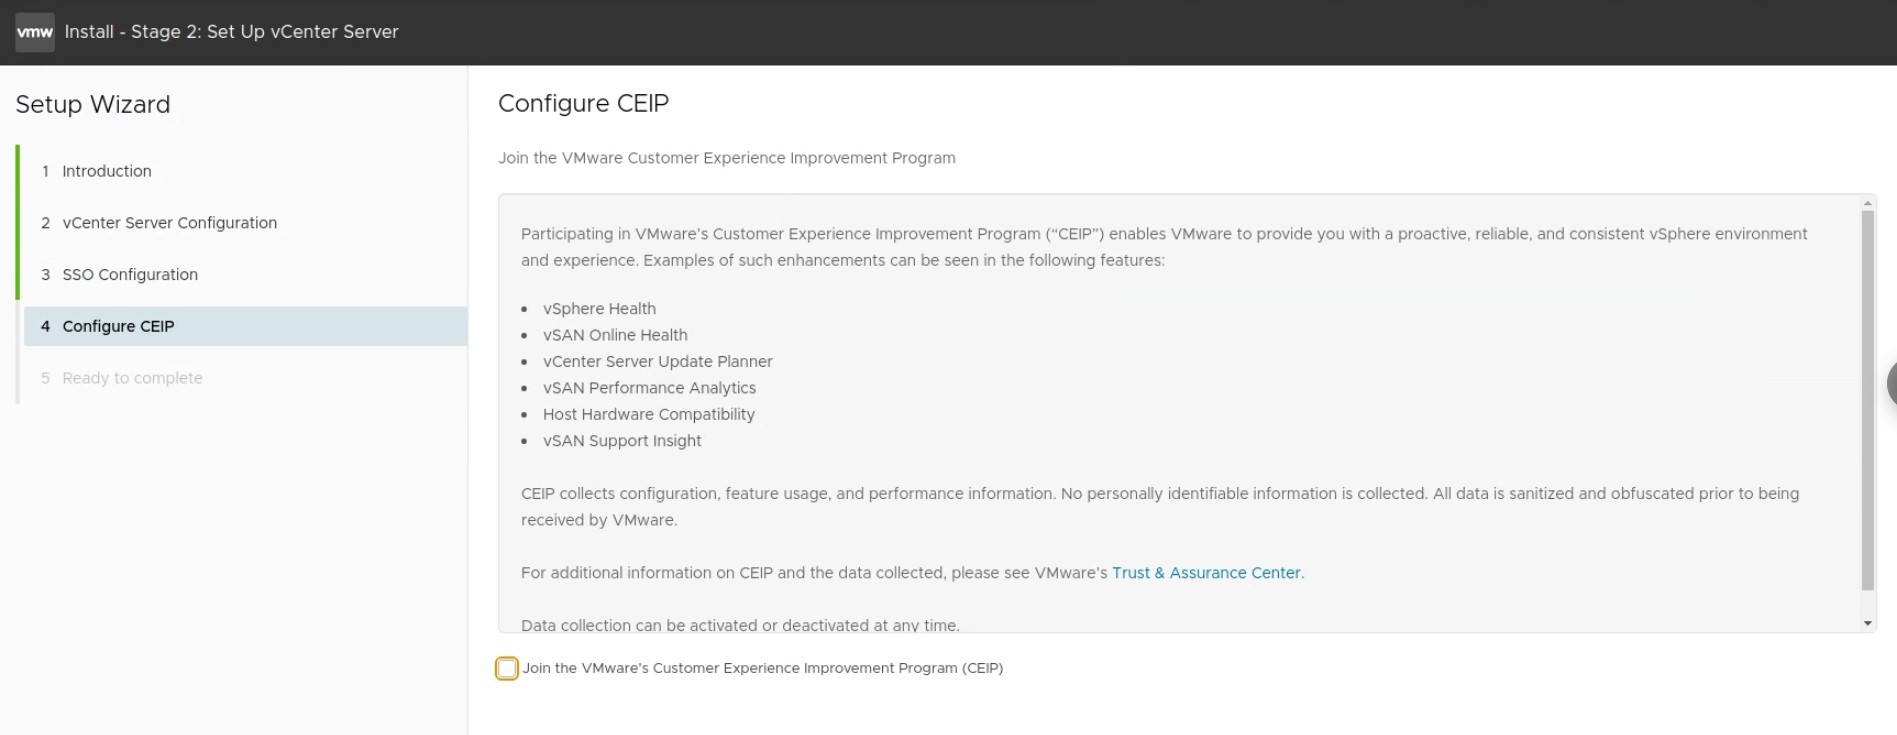 vmw Install - Stage 2: Set Up vCenter Server
Setup Wizard
1 Introduction
2 vCenter Server Configuration
3 SSO Configuration
4 Configure CEIP
5 Ready to complete
Configure CEIP
Join the VMware Customer Experience Improvement Program
Participating in VMware’s Customer Experience Improvement Program (“CEIP”) enables VMware to provide you with a proactive, reliable, and consistent vSphere environment
and experience. Examples of such enhancements can be seen in the following features:
• vSphere Health
• vSAN Online Health
• vCenter Server Update Planner
• vSAN Performance Analytics
• Host Hardware Compatibility
• vSAN Support Insight
CEIP collects configuration, feature usage, and performance information. No personally identifiable information is collected. All data is sanitized and obfuscated prior to being
received by VMware.
For additional information on CEIP and the data collected, please see VMware’s Trust & Assurance Center.
Data collection can be activated or deactivated at any time.
Join the VMware's Customer Experience Improvement Program (CEIP)